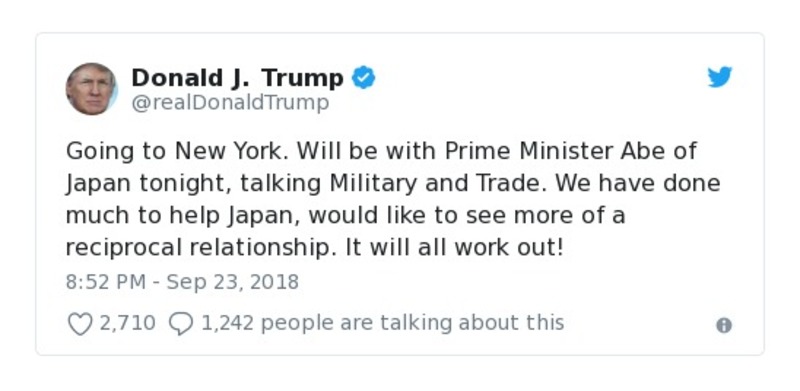 Donald J. Trump
@realDonaldTrump
Going to New York. Will be with Prime Minister Abe of
Japan tonight, talking Military and Trade. We have done
much to help Japan, would like to see more of a
reciprocal relationship. It will all work out!
8:52 PM - Sep 23, 2018
2,710 1,242 people are talking about this